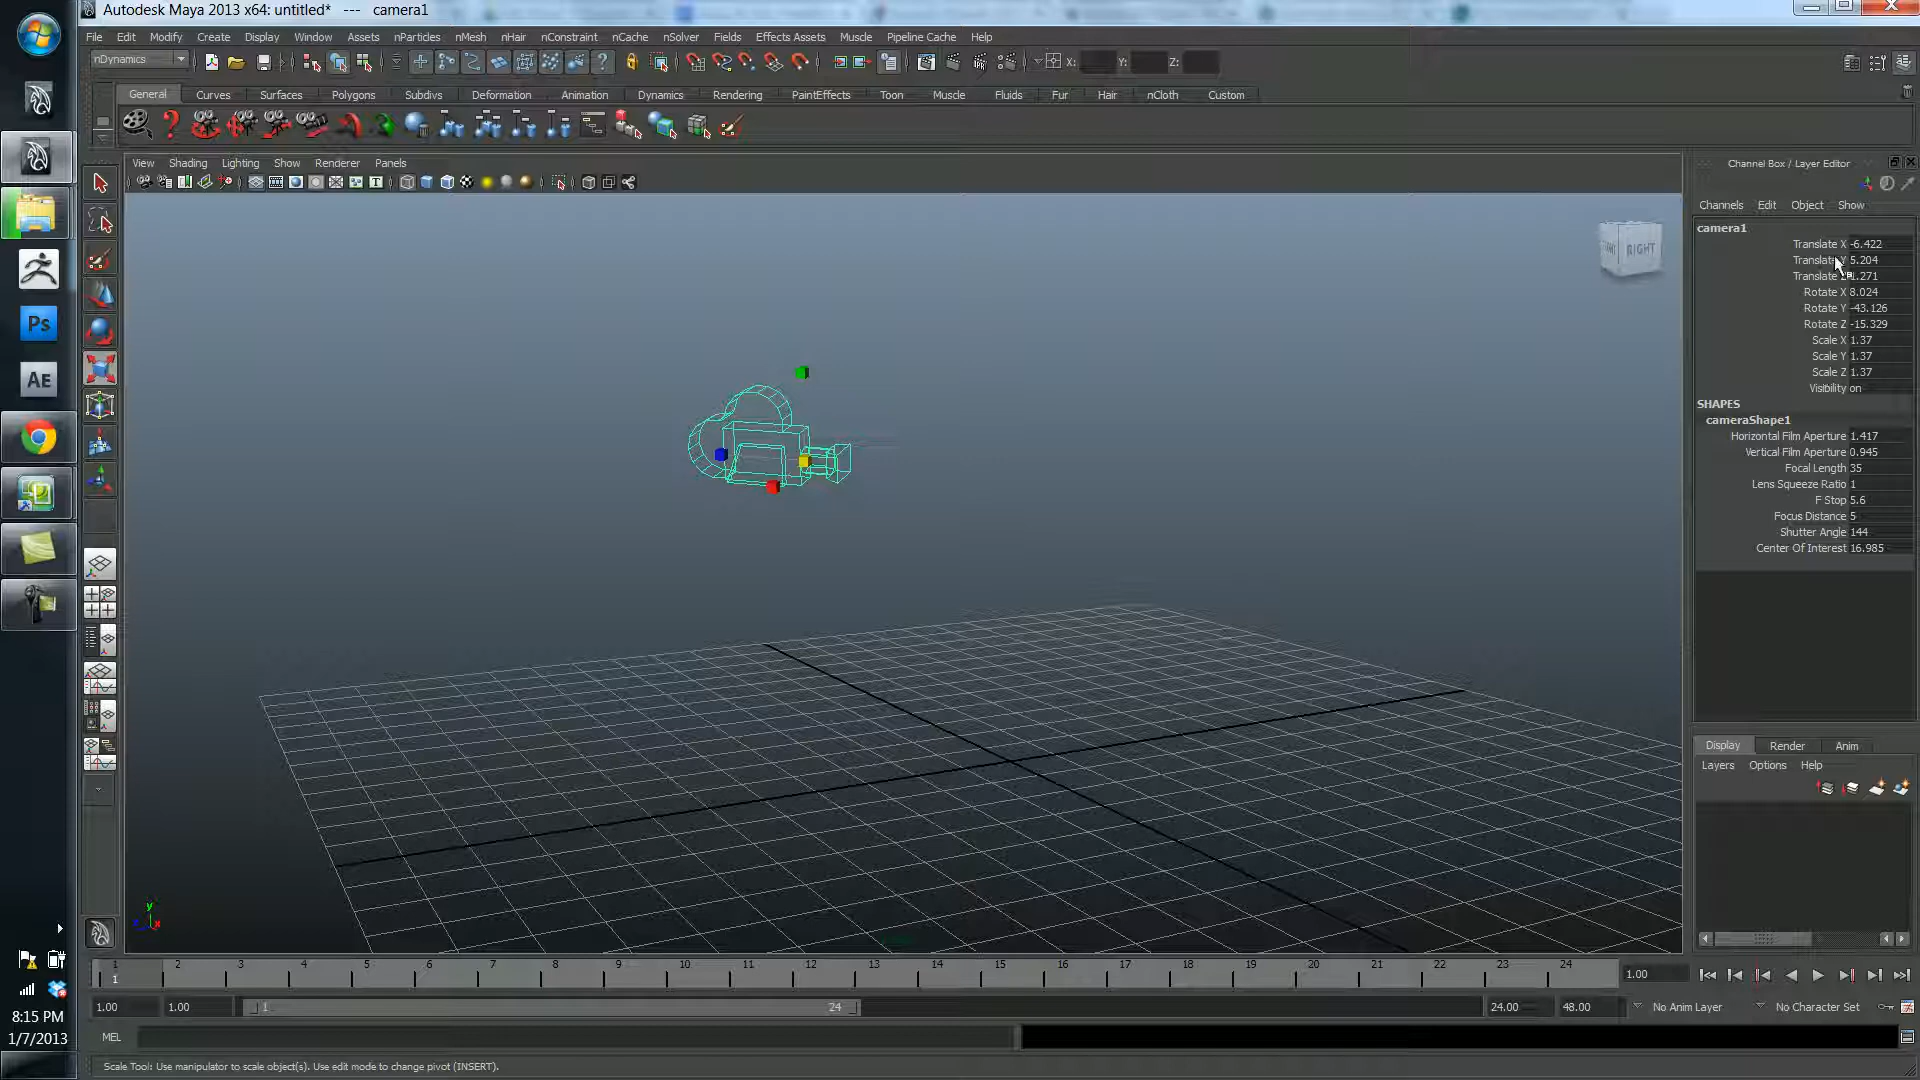 Autodesk Maya 2013 x64: untitled*   ---   camera1
File Edit Modify Create Display Window Assets nParticles nMesh nHair nConstraint nCache nSolver Fields Effects Assets Muscle Pipeline Cache Help
nDynamics X: Y: Z:
General Curves Surfaces Polygons Subdivs Deformation Animation Dynamics Rendering PaintEffects Toon Muscle Fluids Fur Hair nCloth Custom
View Shading Lighting Show Renderer Panels
Channel Box / Layer Editor
Channels Edit Object Show
camera1
Translate X -6.422
Translate Y 5.204
Translate
Rotate X 8.024
Rotate Y -43.126
Rotate Z -15.329
Scale X 1.37
Scale Y 1.37
Scale Z 1.37
Visibility on
SHAPES
cameraShape1
Horizontal Film Aperture 1.417
Vertical Film Aperture 0.945
Focal Length 35
Lens Squeeze Ratio 1
F Stop 5.6
Focus Distance 5
Shutter Angle 144
Center Of Interest 16.985
RIGHT
Ps
AE
y
x
Display Render Anim
Layers Options Help
1 2 3 4 5 6 7 8 9 10 11 12 13 14 15 16 17 18 19 20 21 22 23 24
1
1.00
1.00 1.00 1 24 24.00 48.00 No Anim Layer No Character Set
MEL
Scale Tool: Use manipulator to scale object(s). Use edit mode to change pivot (INSERT).
8:15 PM
1/7/2013